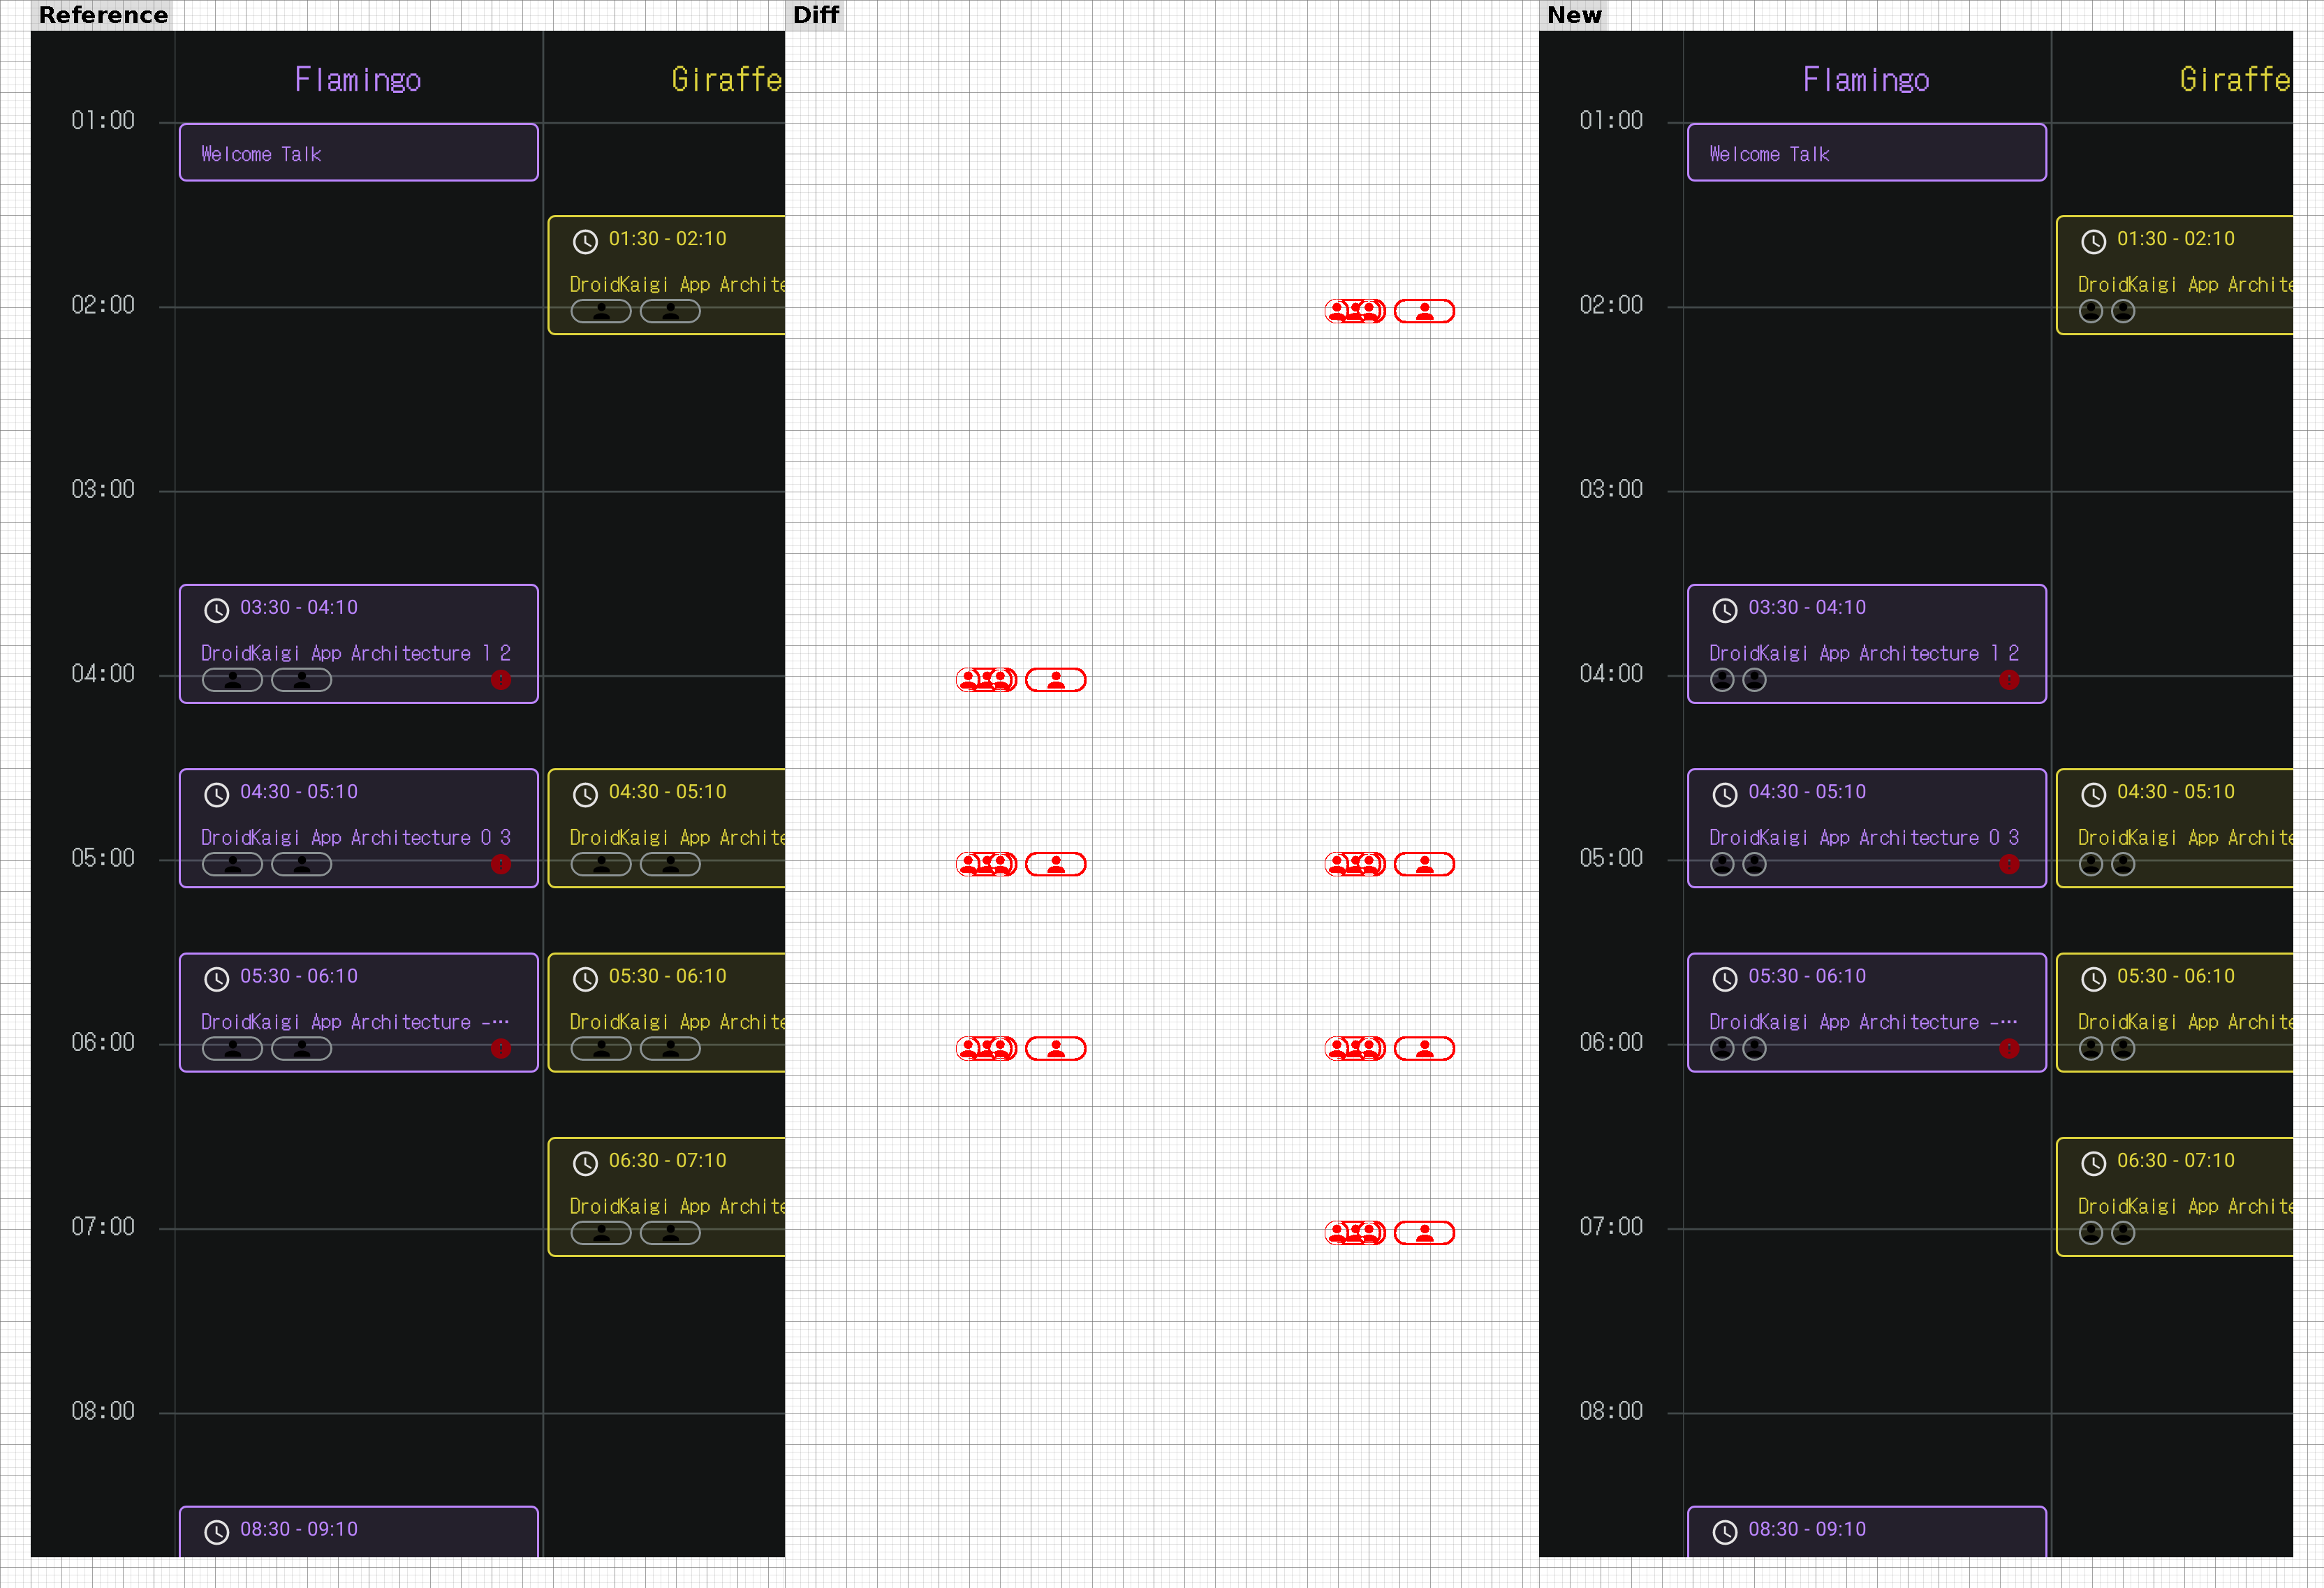 Reference
Flamingo
Giraffe
01:00
Welcome Talk
01:30 - 02:10
DroidKaigi App Archite
02:00
03:00
03:30 - 04:10
DroidKaigi App Architecture 1 2
04:00
04:30 - 05:10
DroidKaigi App Architecture 0 3
04:30 - 05:10
DroidKaigi App Archite
05:00
05:30 - 06:10
DroidKaigi App Architecture -…
05:30 - 06:10
DroidKaigi App Archite
06:00
06:30 - 07:10
DroidKaigi App Archite
07:00
08:00
08:30 - 09:10
Diff
New
Flamingo
Giraffe
01:00
Welcome Talk
01:30 - 02:10
DroidKaigi App Archite
02:00
03:00
03:30 - 04:10
DroidKaigi App Architecture 1 2
04:00
04:30 - 05:10
DroidKaigi App Architecture 0 3
04:30 - 05:10
DroidKaigi App Archite
05:00
05:30 - 06:10
DroidKaigi App Architecture -…
05:30 - 06:10
DroidKaigi App Archite
06:00
06:30 - 07:10
DroidKaigi App Archite
07:00
08:00
08:30 - 09:10